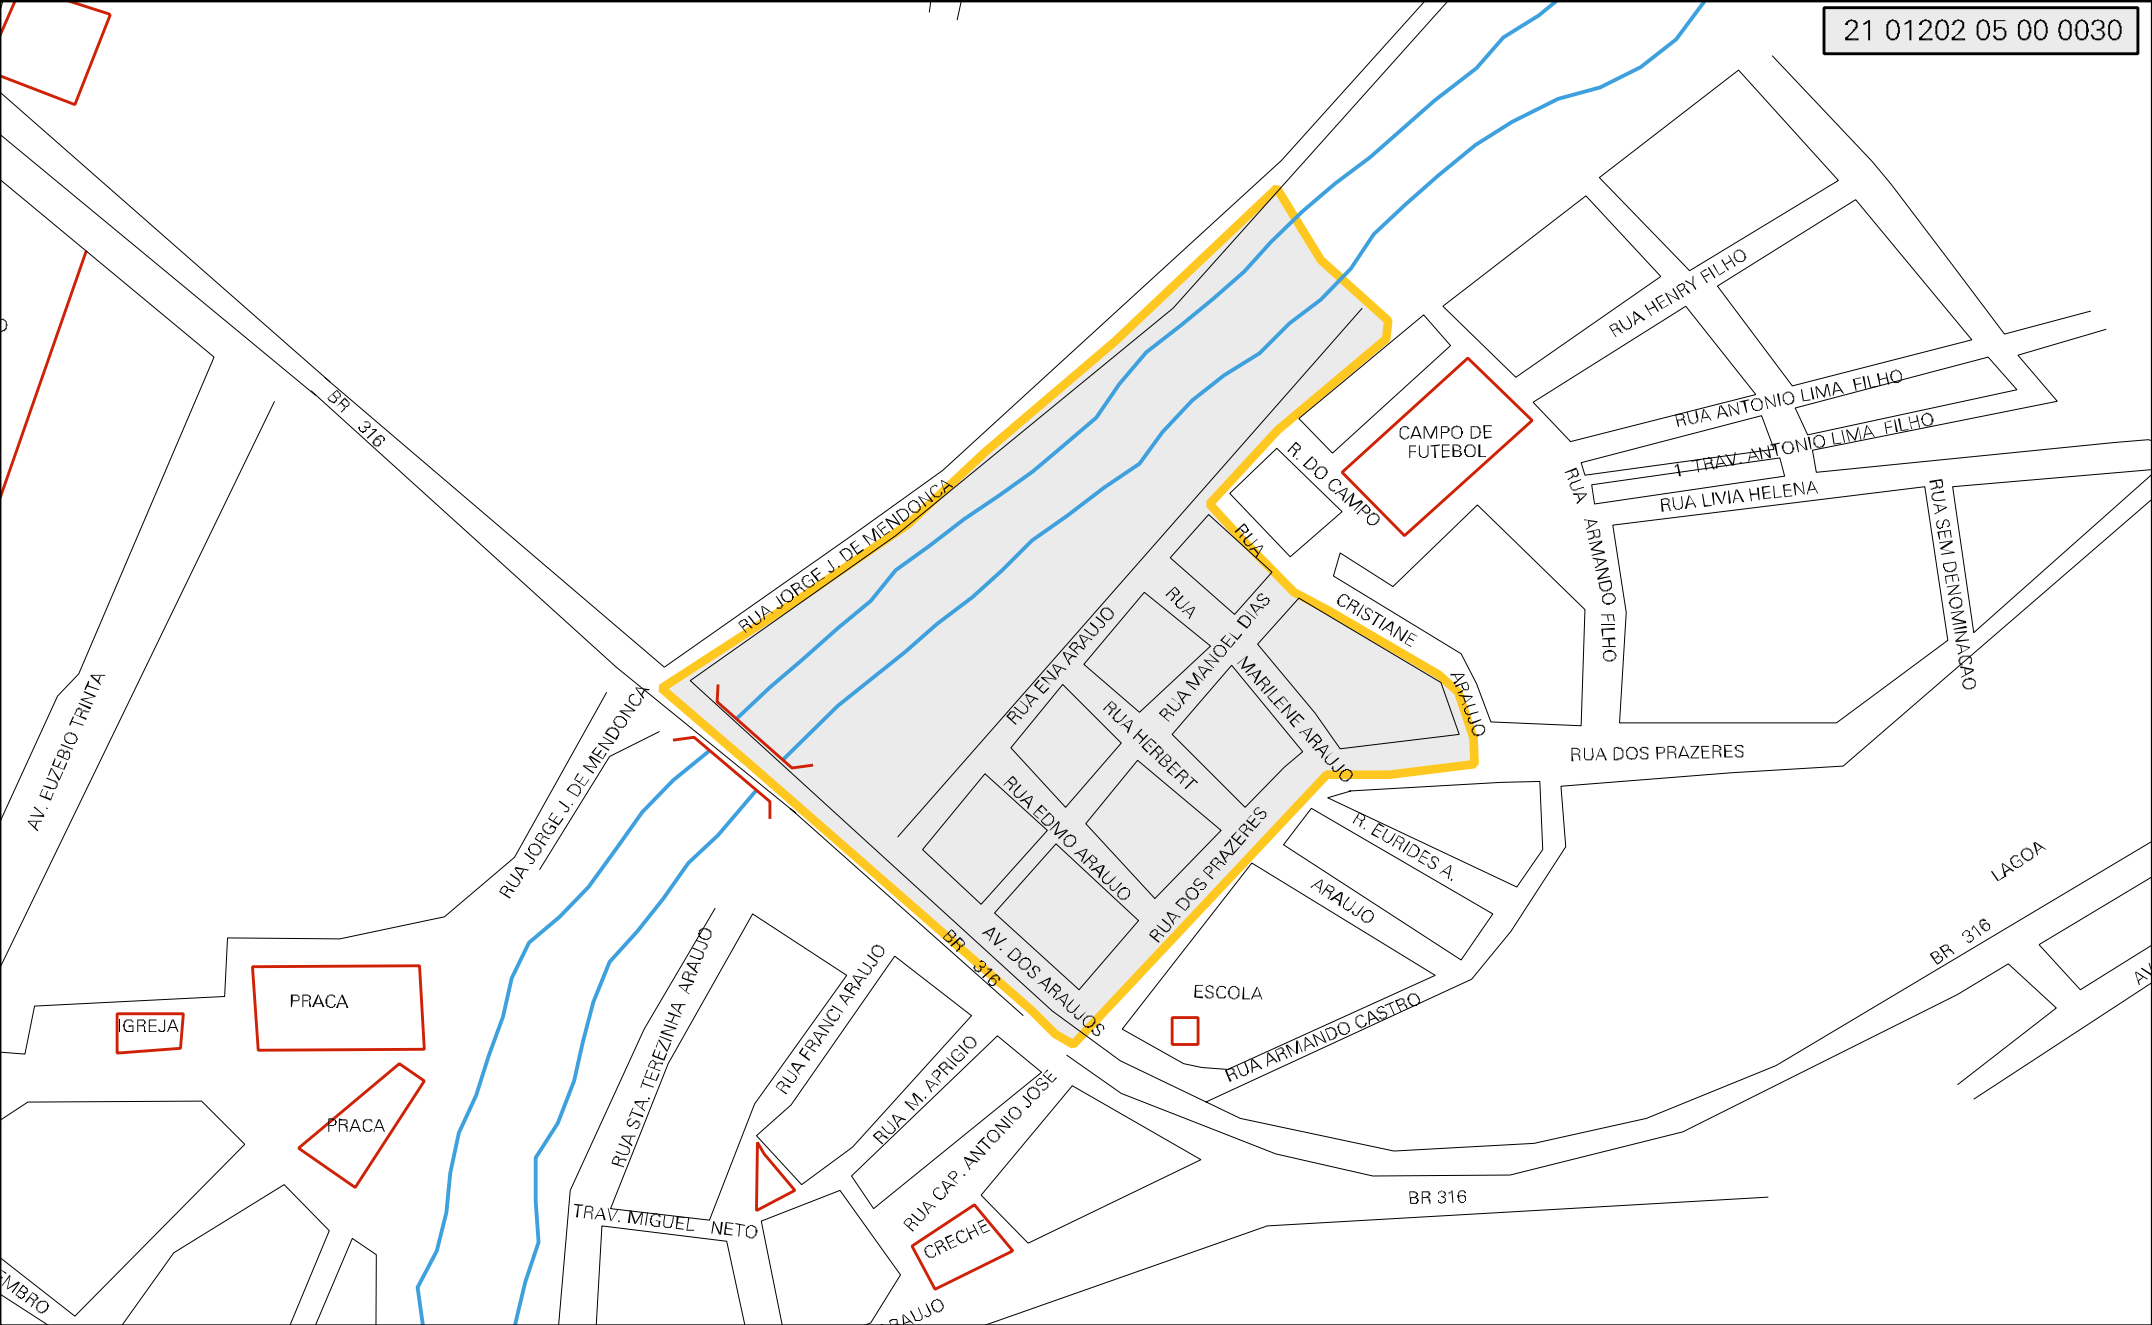 21 01202 05 00 0030
BR 316
RUA HENRY FILHO
RUA ANTONIO LIMA FILHO
CAMPO DE
FUTEBOL
1 TRAV. ANTONIO LIMA FILHO
R. DO CAMPO
RUA LIVIA HELENA
RUA ARMANDO FILHO
RUA SEM DENOMINACAO
RUA JORGE J. DE MENDONCA
RUA CRISTIANE ARAUJO
RUA MARILENE ARAUJO
RUA MANOEL DIAS
RUA ENA ARAUJO
RUA HERBERT
RUA EDMO ARAUJO
RUA DOS PRAZERES
RUA DOS PRAZERES
AV. EUZEBIO TRINTA
RUA JORGE J. DE MENDONCA
R. EURIDES A.
ARAUJO
LAGOA
BR 316
BR 316
AV. DOS ARAUJOS
ESCOLA
RUA ARMANDO CASTRO
AV
PRACA
IGREJA
PRACA
RUA STA. TEREZINHA ARAUJO
RUA FRANCI ARAUJO
RUA M. APRIGIO
RUA CAP. ANTONIO JOSE
TRAV. MIGUEL NETO
CRECHE
BR 316
EMBRO
ARAUJO